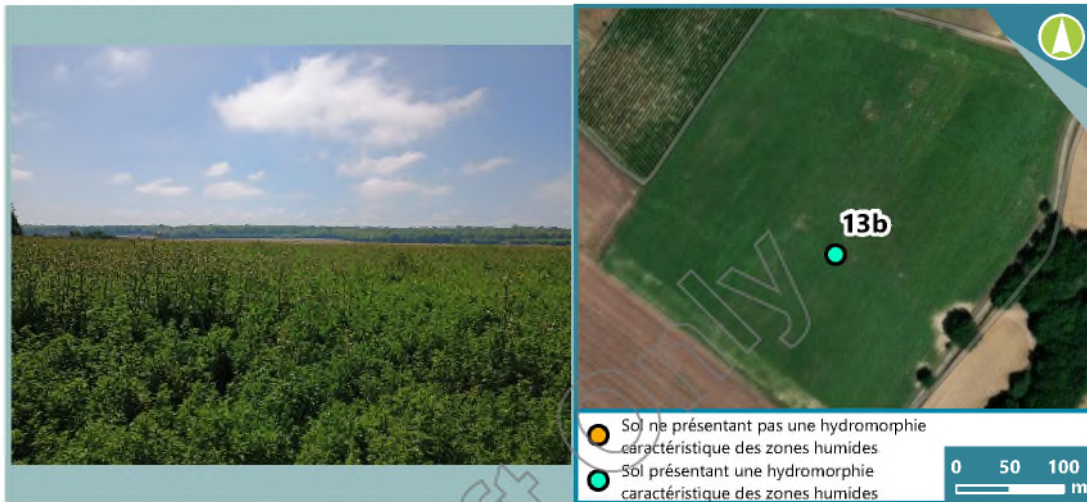 13b
Sol ne présentant pas une hydromorphie
caractéristique des zones humides
Sol présentant une hydromorphie
caractéristique des zones humides
0 50 100
m
only